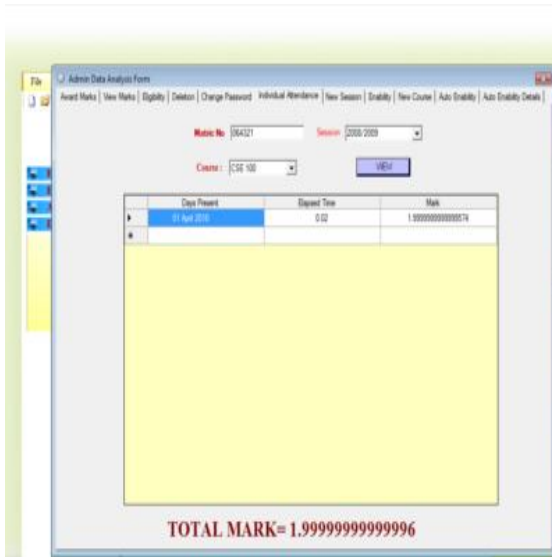 File
Admin Data Analysis Form
Award Marks View Marks Eligibility Deletion Change Password Individual Attendance New Session Enability New Course Auto Enability Auto Enability Details
Matric No 064321 Session 2008/2009
Course : CSE 100 VIEW
Days Present Elapsed Time Mark
01 April 2010 0.02
TOTAL MARK= 1.99999999999996